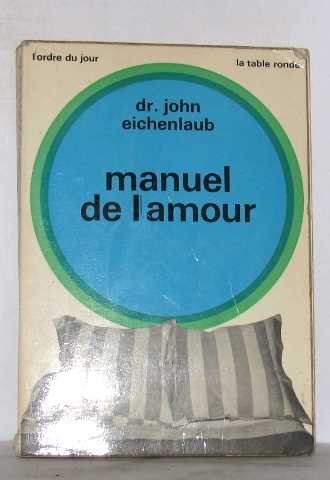 l'ordre du jour
la table ronde
dr. john
eichenlaub
manuel
de l'amour